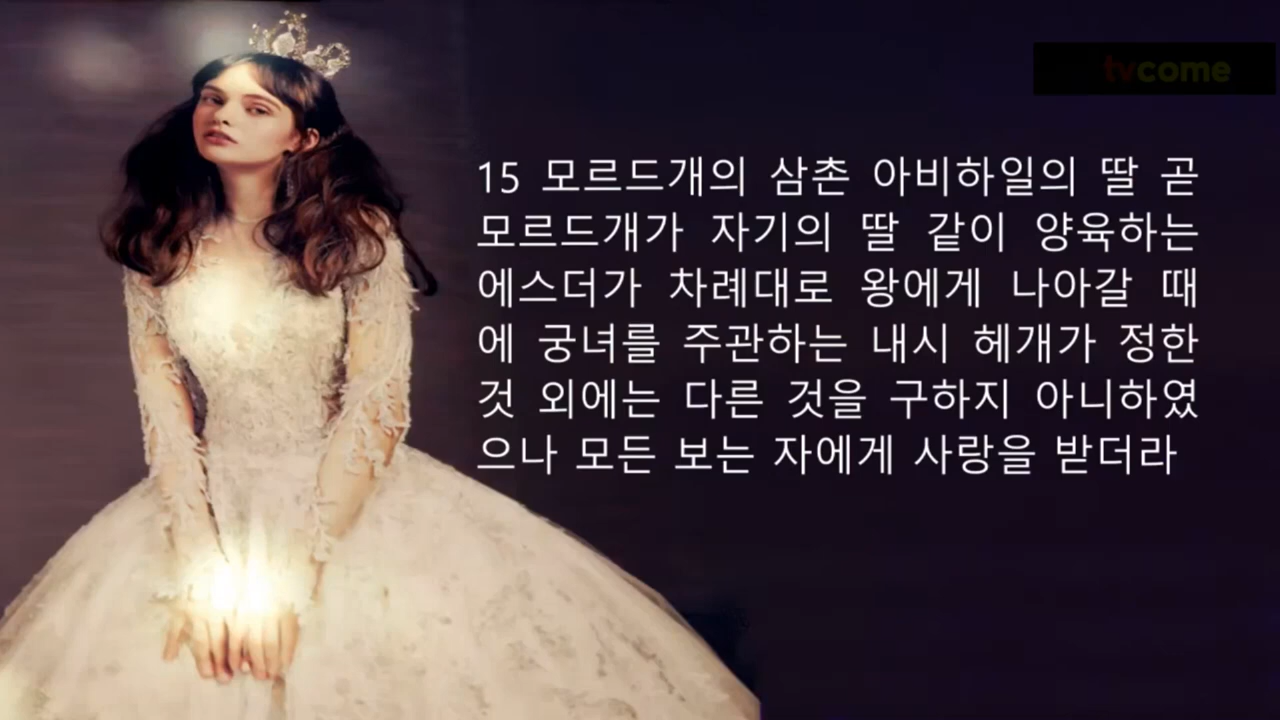 tvcome
15 모르드개의 삼촌 아비하일의 딸 곧
모르드개가 자기의 딸 같이 양육하는
에스더가 차례대로 왕에게 나아갈 때
에 궁녀를 주관하는 내시 헤개가 정한
것 외에는 다른 것을 구하지 아니하였
으나 모든 보는 자에게 사랑을 받더라